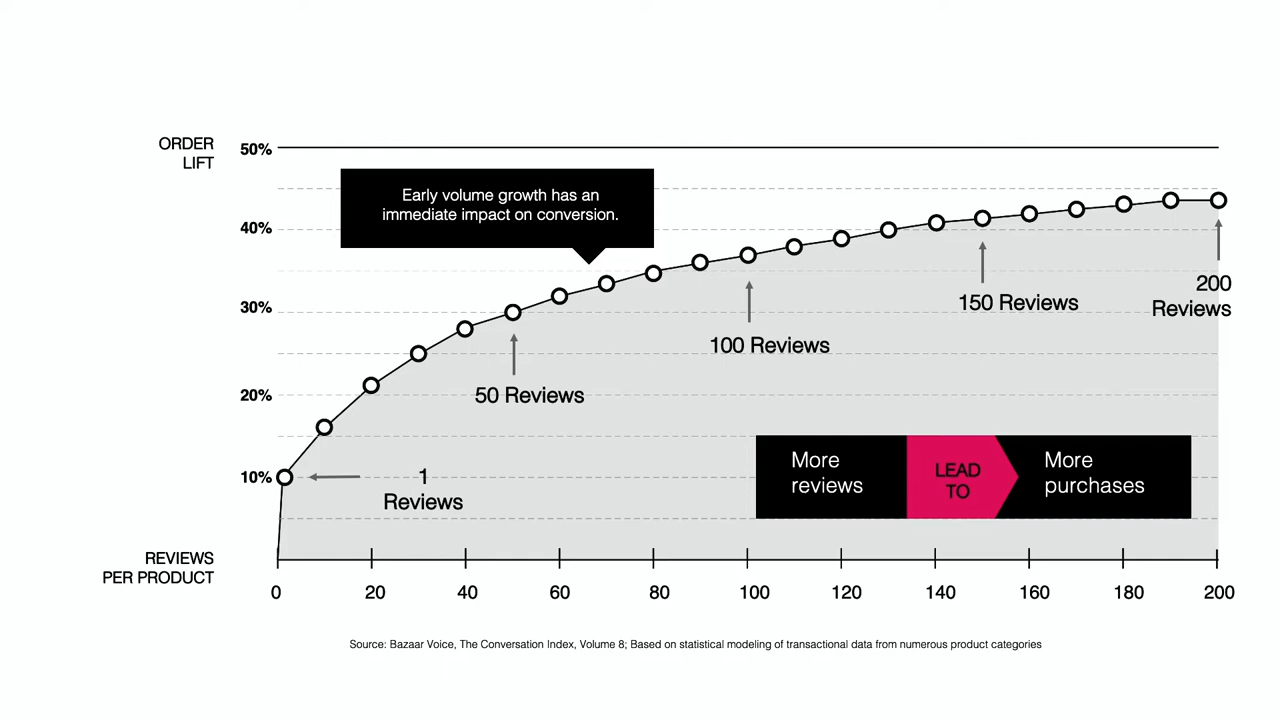 ORDER
LIFT
50%
Early volume growth has an
immediate impact on conversion.
40%
30%
20%
10%
200
Reviews
150 Reviews
100 Reviews
50 Reviews
1
Reviews
More
reviews
LEAD
TO
More
purchases
REVIEWS
PER PRODUCT
0 20 40 60 80 100 120 140 160 180 200
Source: Bazaar Voice, The Conversation Index, Volume 8; Based on statistical modeling of transactional data from numerous product categories